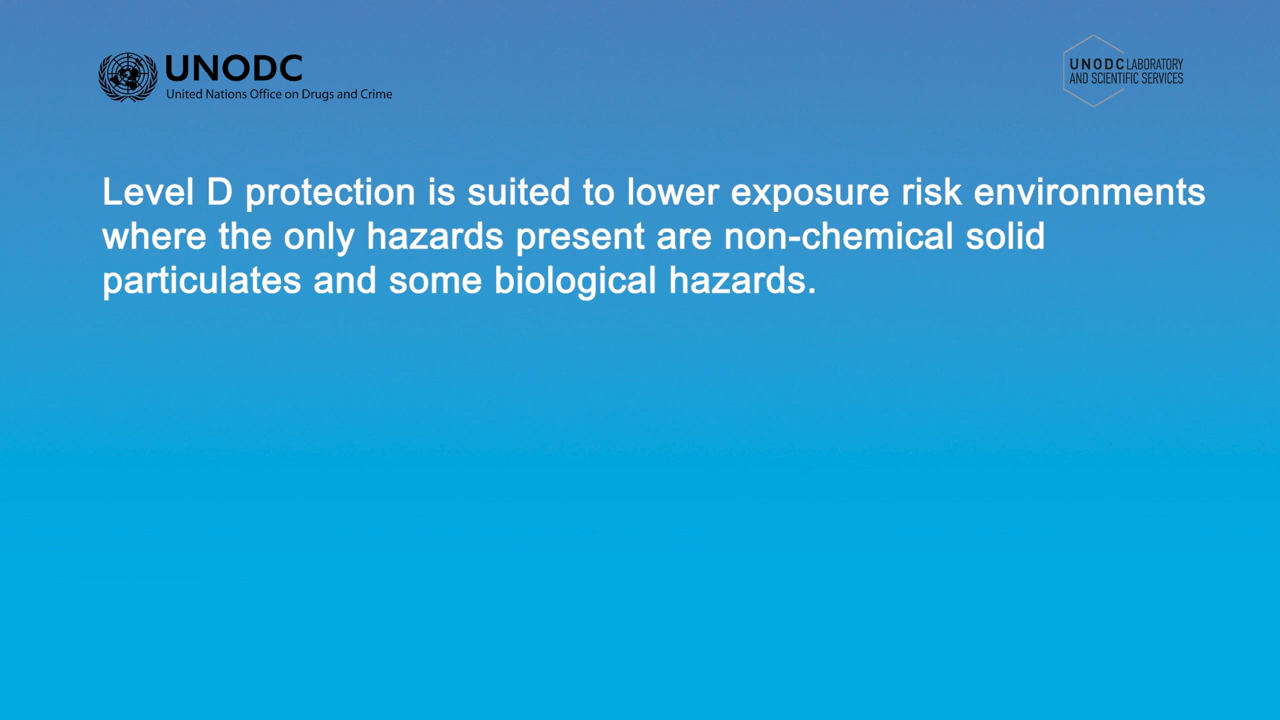 UNODC
United Nations Office on Drugs and Crime
UNODC LABORATORY
AND SCIENTIFIC SERVICES
Level D protection is suited to lower exposure risk environments
where the only hazards present are non-chemical solid
particulates and some biological hazards.